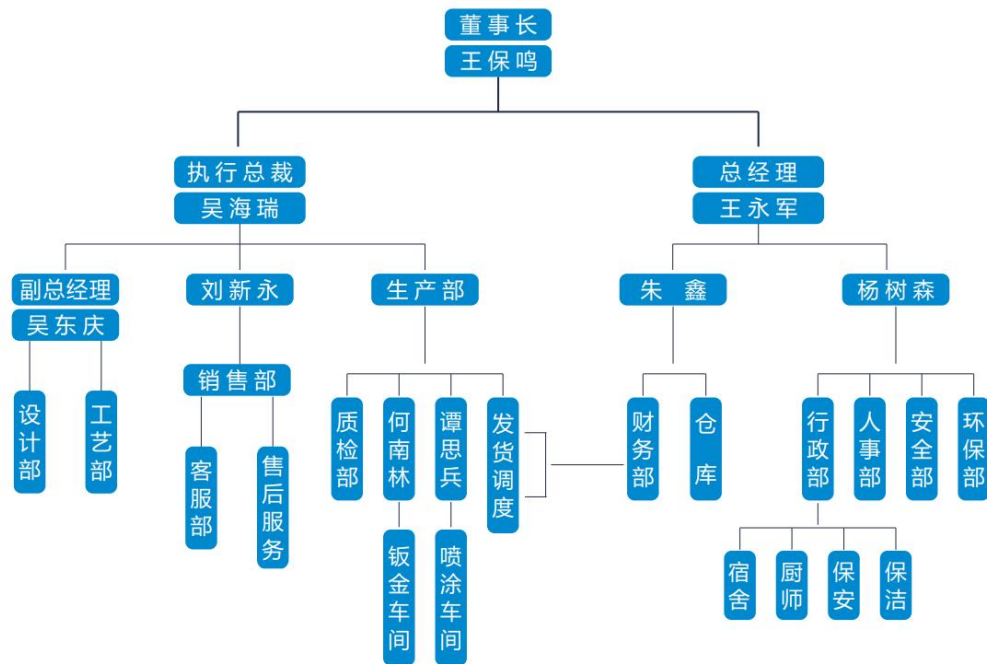 董事长
王保鸣
执行总裁
吴海瑞
总经理
王永军
副总经理
吴东庆
刘新永
生产部
朱 鑫
杨树森
销售部
设计部
工艺部
客服部
售后服务
质检部
何南林
谭思兵
发货调度
钣金车间
喷涂车间
财务部
仓 库
行政部
人事部
安全部
环保部
宿舍
厨师
保安
保洁